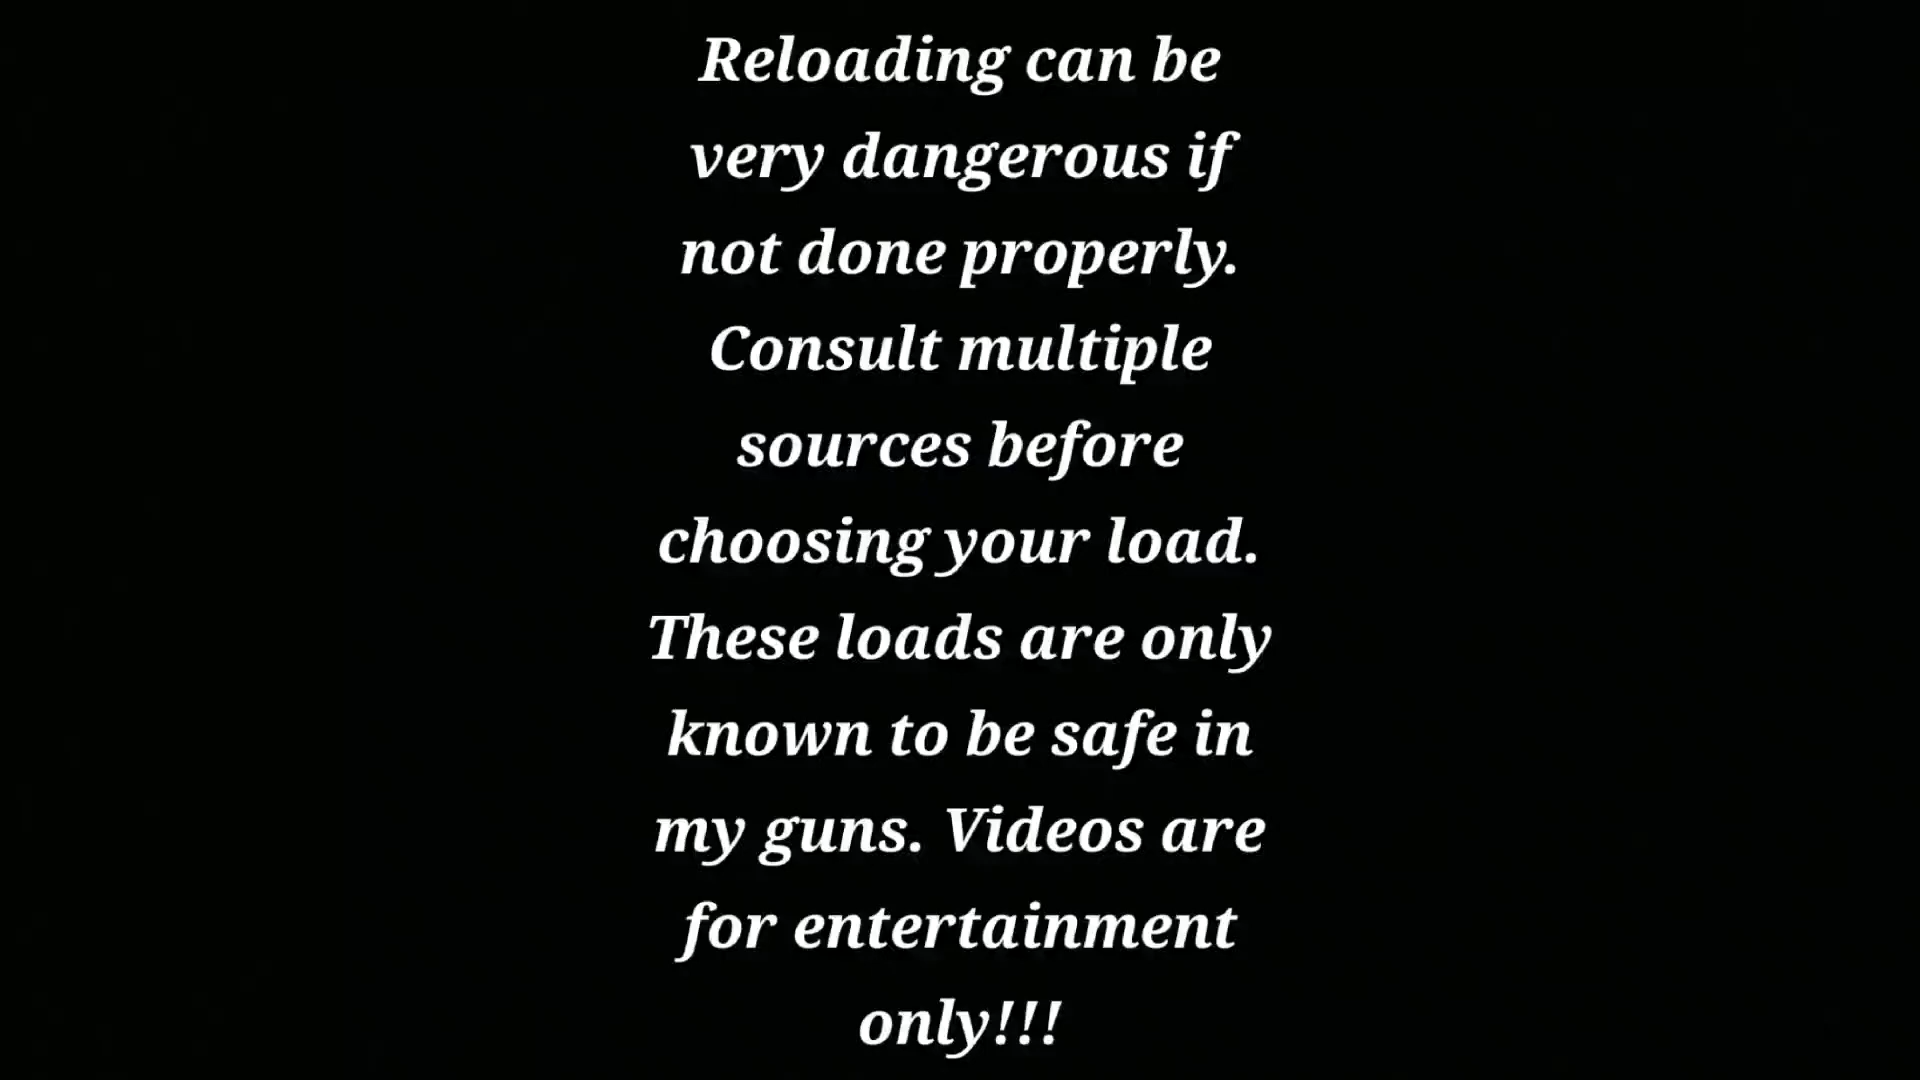 Reloading can be
very dangerous if
not done properly.
Consult multiple
sources before
choosing your load.
These loads are only
known to be safe in
my guns. Videos are
for entertainment
only!!!